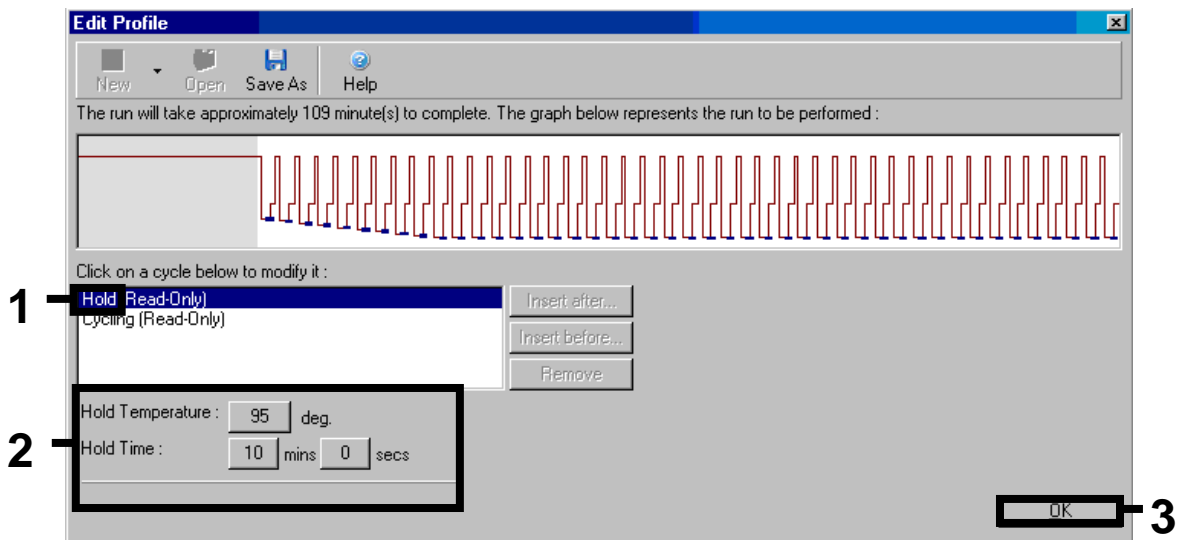 Edit Profile
New Open Save As Help
The run will take approximately 109 minute(s) to complete. The graph below represents the run to be performed :
Click on a cycle below to modify it :
1 Hold (Read-Only) Insert after...
Cycling (Read-Only)
Insert before...
Remove
Hold Temperature : 95 deg.
2 Hold Time : 10 mins 0 secs
OK 3